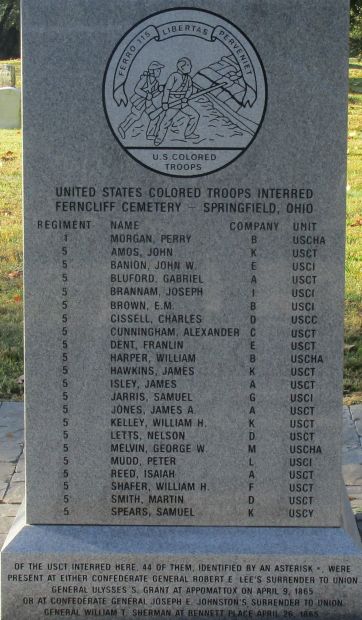 FERRO IIS LIBERTAS PERVENIET
U.S. COLORED
TROOPS
UNITED STATES COLORED TROOPS INTERRED
FERNCLIFF CEMETERY - SPRINGFIELD, OHIO
REGIMENT NAME COMPANY UNIT
1 MORGAN, PERRY B USCHA
5 AMOS, JOHN K USCT
5 BANION, JOHN W. E USCI
5 BLUFORD, GABRIEL A USCT
5 BRANNAM, JOSEPH I USCI
5 BROWN, E.M. B USCI
5 CISSELL, CHARLES D USCC
5 CUNNINGHAM, ALEXANDER C USCT
5 DENT, FRANLIN E USCT
5 HARPER, WILLIAM B USCHA
5 HAWKINS, JAMES K USCT
5 ISLEY, JAMES A USCT
5 JARRIS, SAMUEL G USCI
5 JONES, JAMES A. A USCT
5 KELLEY, WILLIAM H. K USCT
5 LETTS, NELSON D USCT
5 MELVIN, GEORGE W. M USCHA
5 MUDD, PETER L USCI
5 REED, ISAIAH A USCT
5 SHAFER, WILLIAM H. F USCT
5 SMITH, MARTIN D USCT
5 SPEARS, SAMUEL K USCY
OF THE USCT INTERRED HERE, 44 OF THEM, IDENTIFIED BY AN ASTERISK *, WERE
PRESENT AT EITHER CONFEDERATE GENERAL ROBERT E. LEE'S SURRENDER TO UNION
GENERAL ULYSSES S. GRANT AT APPOMATTOX ON APRIL 9, 1865
OR AT CONFEDERATE GENERAL JOSEPH E. JOHNSTON'S SURRENDER TO UNION
GENERAL WILLIAM T. SHERMAN AT BENNETT PLACE APRIL 26, 1865